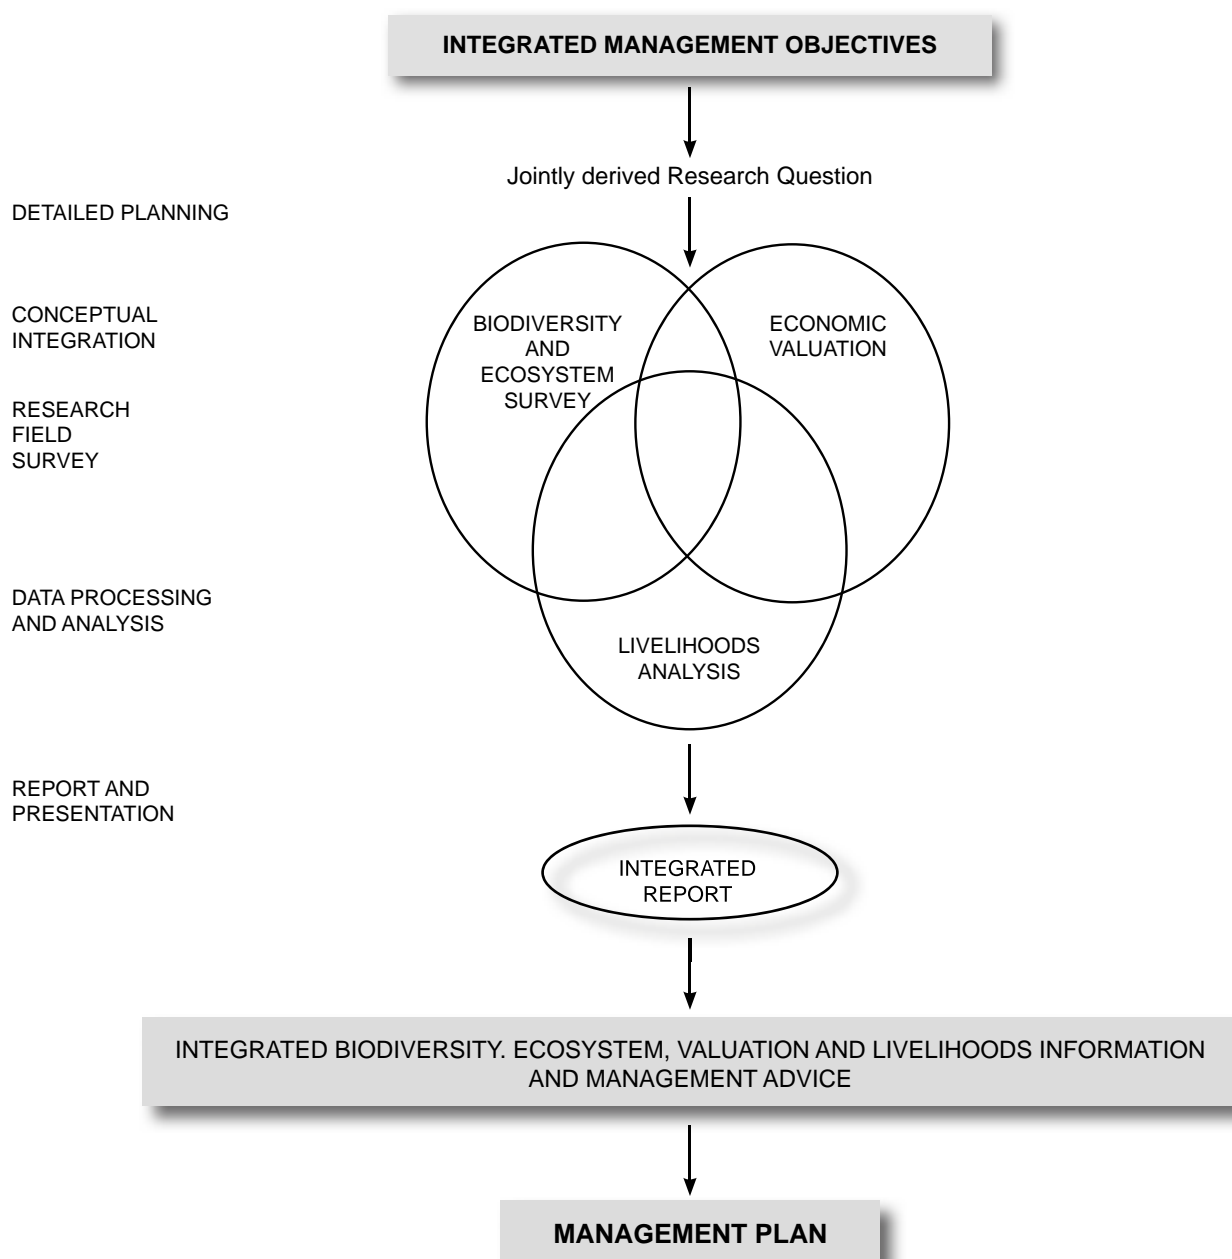 INTEGRATED MANAGEMENT OBJECTIVES
Jointly derived Research Question
DETAILED PLANNING
CONCEPTUAL
INTEGRATION
BIODIVERSITY
AND
ECOSYSTEM
SURVEY
ECONOMIC
VALUATION
RESEARCH
FIELD
SURVEY
DATA PROCESSING
AND ANALYSIS
LIVELIHOODS
ANALYSIS
REPORT AND
PRESENTATION
INTEGRATED
REPORT
INTEGRATED BIODIVERSITY. ECOSYSTEM, VALUATION AND LIVELIHOODS INFORMATION
AND MANAGEMENT ADVICE
MANAGEMENT PLAN